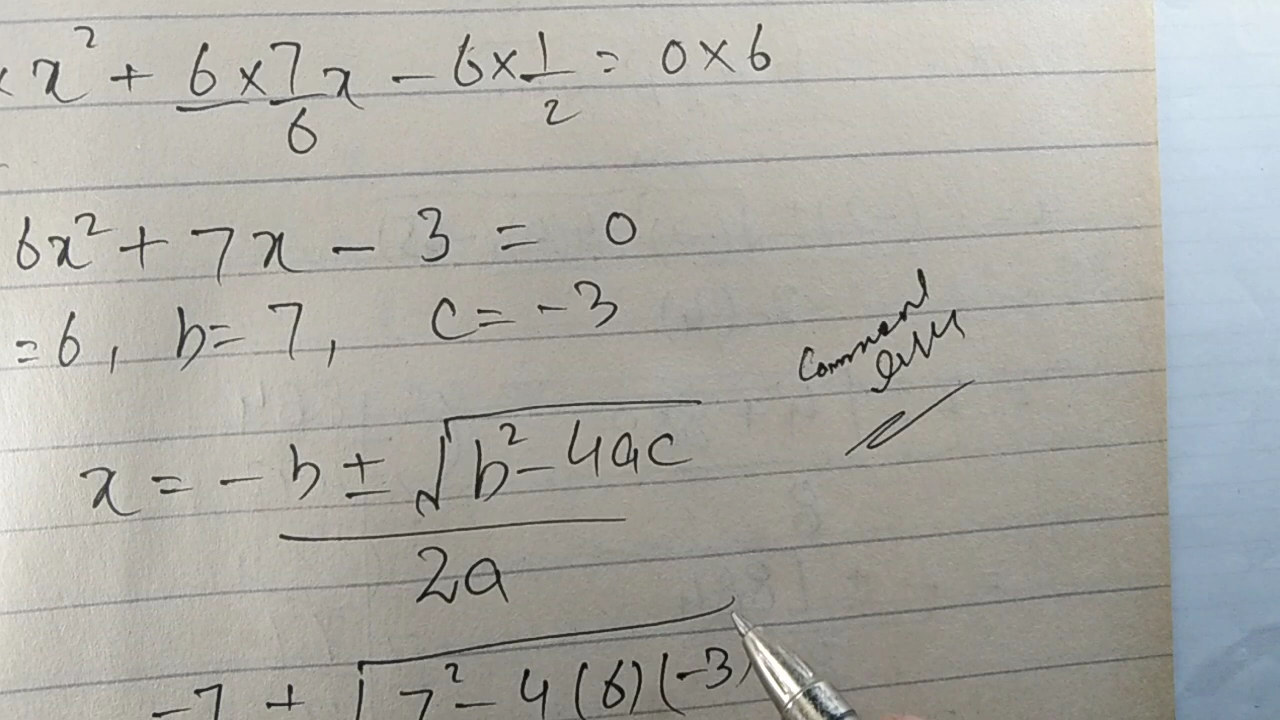 x x² + 6 x 7/6 x - 6 x 1/2 = 0 x 6
6x² + 7x - 3 = 0
= 6, b = 7, c = -3
x = -b ± √b² - 4ac
2a
-7 + √7² - 4(6)(-3)